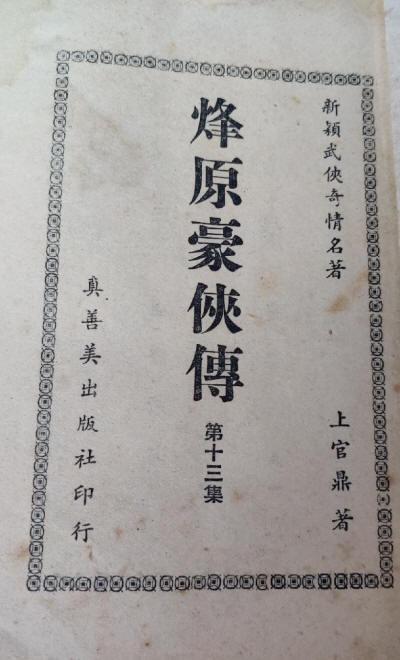 新穎武俠奇情名著
上官鼎著
烽原豪俠傳
第十三集
真善美出版社印行